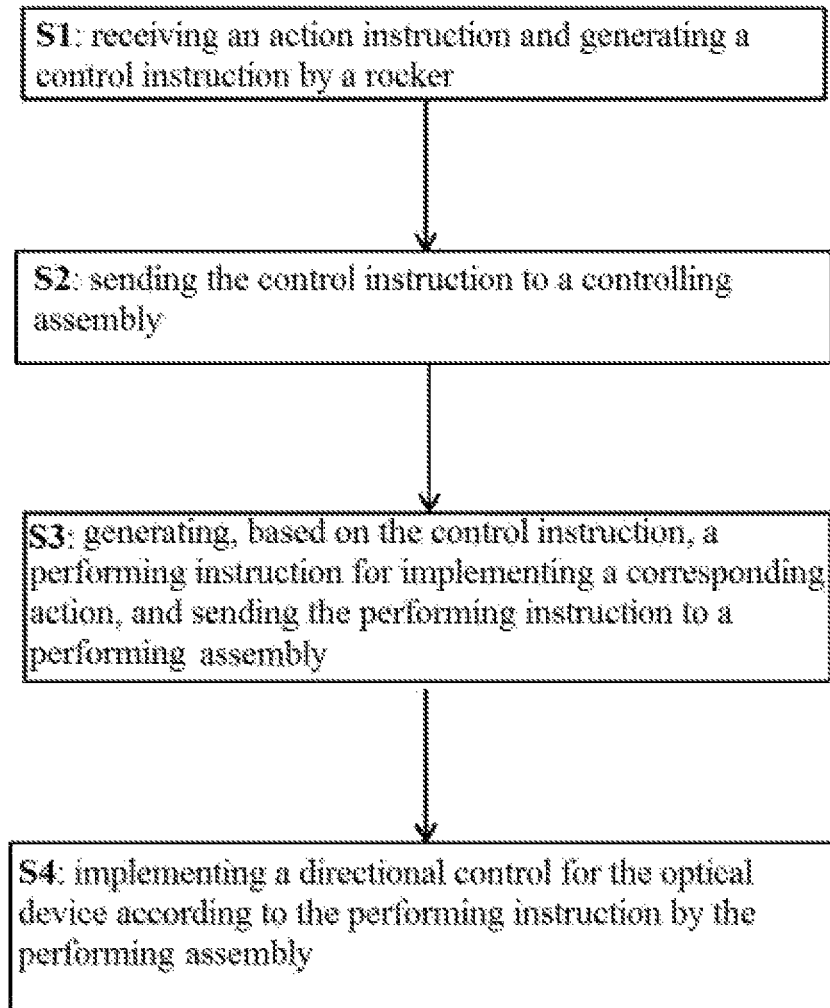 S1: receiving an action instruction and generating a
control instruction by a rocker
S2: sending the control instruction to a controlling
assembly
S3: generating, based on the control instruction, a
performing instruction for implementing a corresponding
action, and sending the performing instruction to a
performing assembly
S4: implementing a directional control for the optical
device according to the performing instruction by the
performing assembly